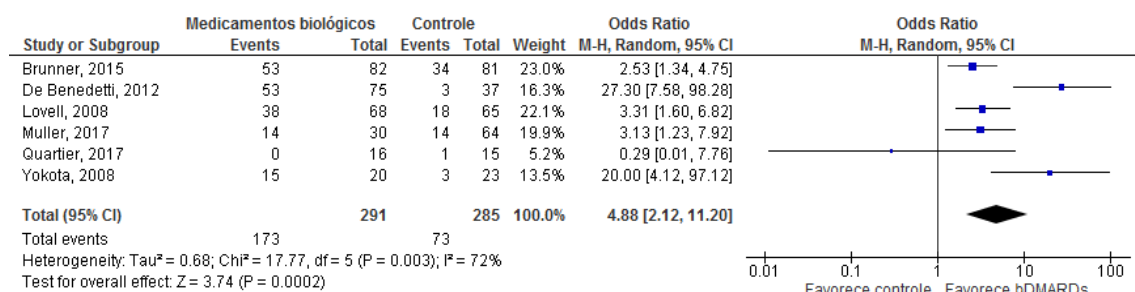 Medicamentos biológicos Controle Odds Ratio Odds Ratio
Study or Subgroup Events Total Events Total Weight M-H, Random, 95% CI M-H, Random, 95% CI
Brunner, 2015 53 82 34 81 23.0% 2.53 [1.34, 4.75]
De Benedetti, 2012 53 75 3 37 16.3% 27.30 [7.58, 98.28]
Lovell, 2008 38 68 18 65 22.1% 3.31 [1.60, 6.82]
Muller, 2017 14 30 14 64 19.9% 3.13 [1.23, 7.92]
Quartier, 2017 0 16 1 15 5.2% 0.29 [0.01, 7.76]
Yokota, 2008 15 20 3 23 13.5% 20.00 [4.12, 97.12]
Total (95% CI) 291 285 100.0% 4.88 [2.12, 11.20]
Total events 173 73
Heterogeneity: Tau² = 0.68; Chi² = 17.77, df = 5 (P = 0.003); I² = 72%
Test for overall effect: Z = 3.74 (P = 0.0002)
0.01 0.1 1 10 100
Favorece controle Favorece bDMARDs